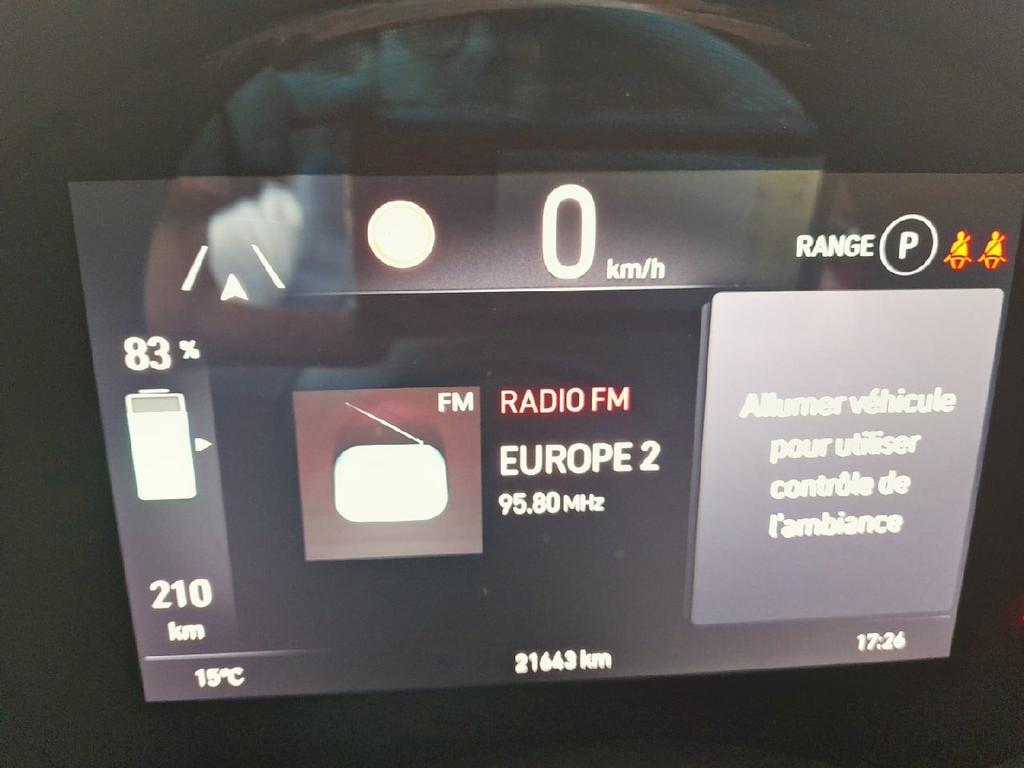 0 km/h
RANGE P
83 %
FM
RADIO FM
EUROPE 2
95.80 MHz
Allumer véhicule
pour utiliser
contrôle de
l'ambiance
210
km
15°C
21643 km
17:26